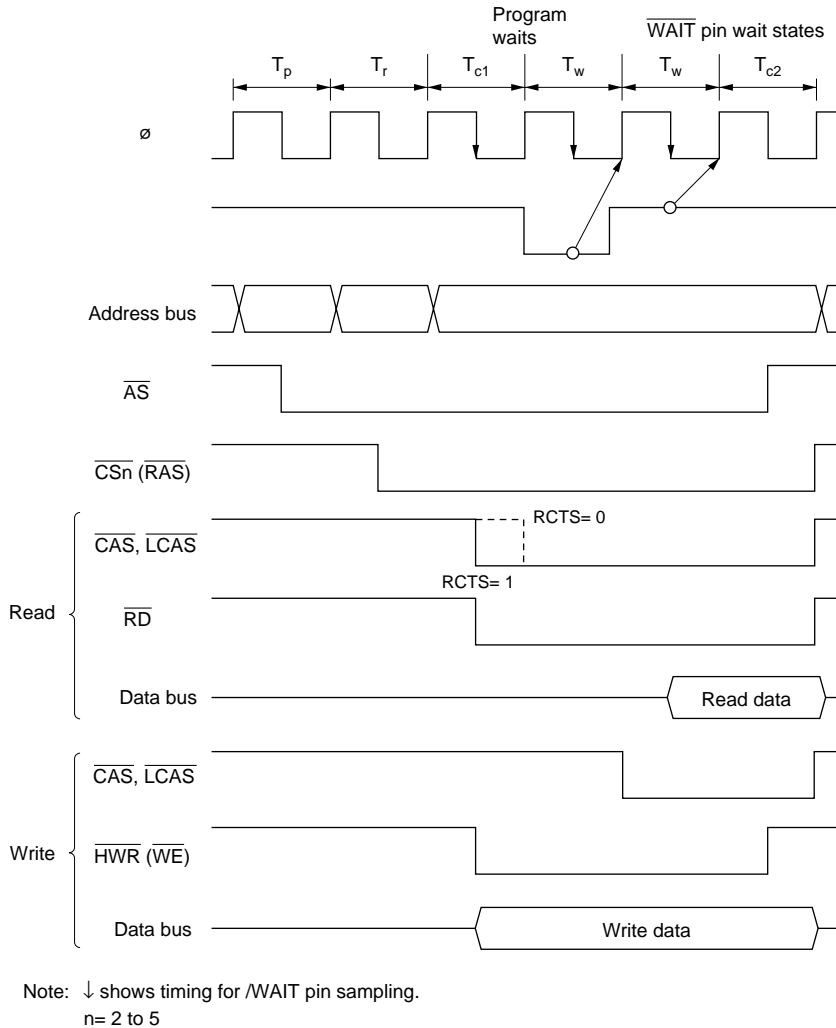 Program
waits
WAIT pin wait states
Tp Tr Tc1 Tw Tw Tc2
ø
Address bus
AS
CSn (RAS)
RCTS= 0
CAS, LCAS
RCTS= 1
Read
RD
Data bus Read data
CAS, LCAS
Write
HWR (WE)
Data bus Write data
Note: ↓ shows timing for /WAIT pin sampling.
n= 2 to 5